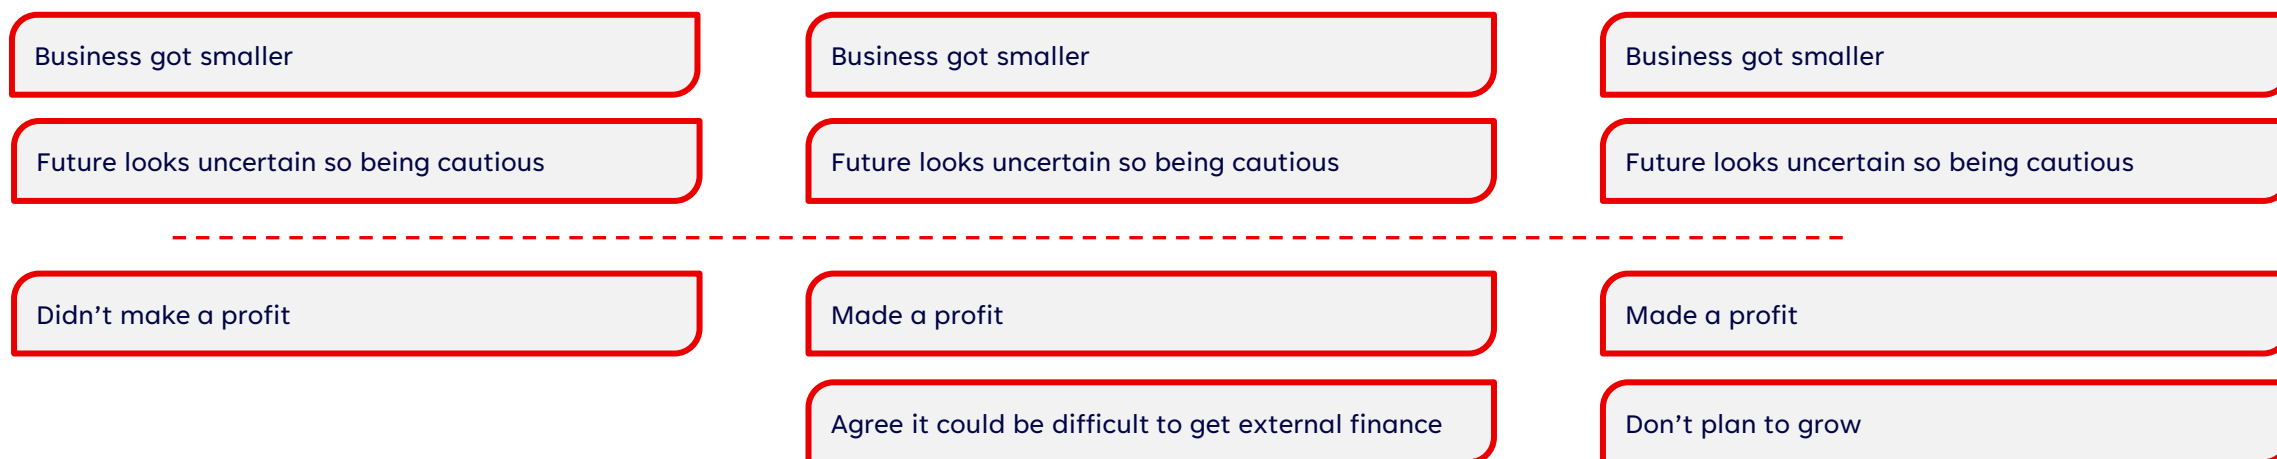 Business got smaller
Business got smaller
Business got smaller
Future looks uncertain so being cautious
Future looks uncertain so being cautious
Future looks uncertain so being cautious
Didn’t make a profit
Made a profit
Made a profit
Agree it could be difficult to get external finance
Don’t plan to grow